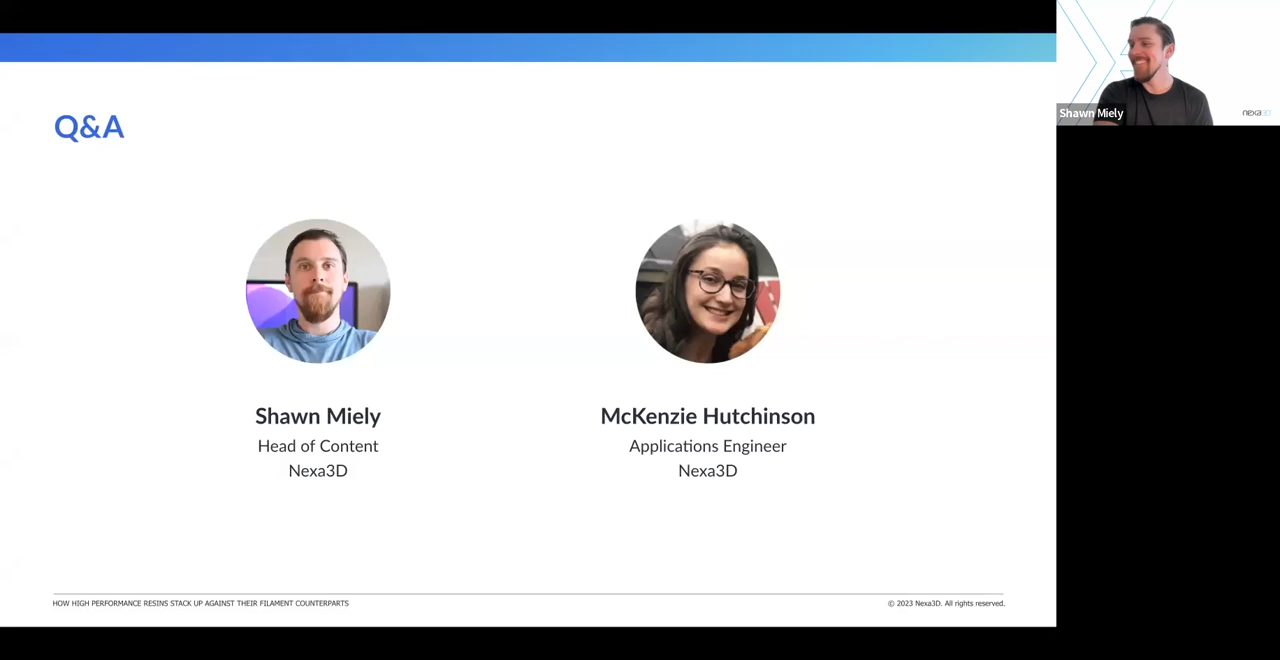 Q&A
Shawn Miely
Head of Content
Nexa3D
McKenzie Hutchinson
Applications Engineer
Nexa3D
HOW HIGH PERFORMANCE RESINS STACK UP AGAINST THEIR FILAMENT COUNTERPARTS
© 2023 Nexa3D. All rights reserved.
Shawn Miely
nexa3D